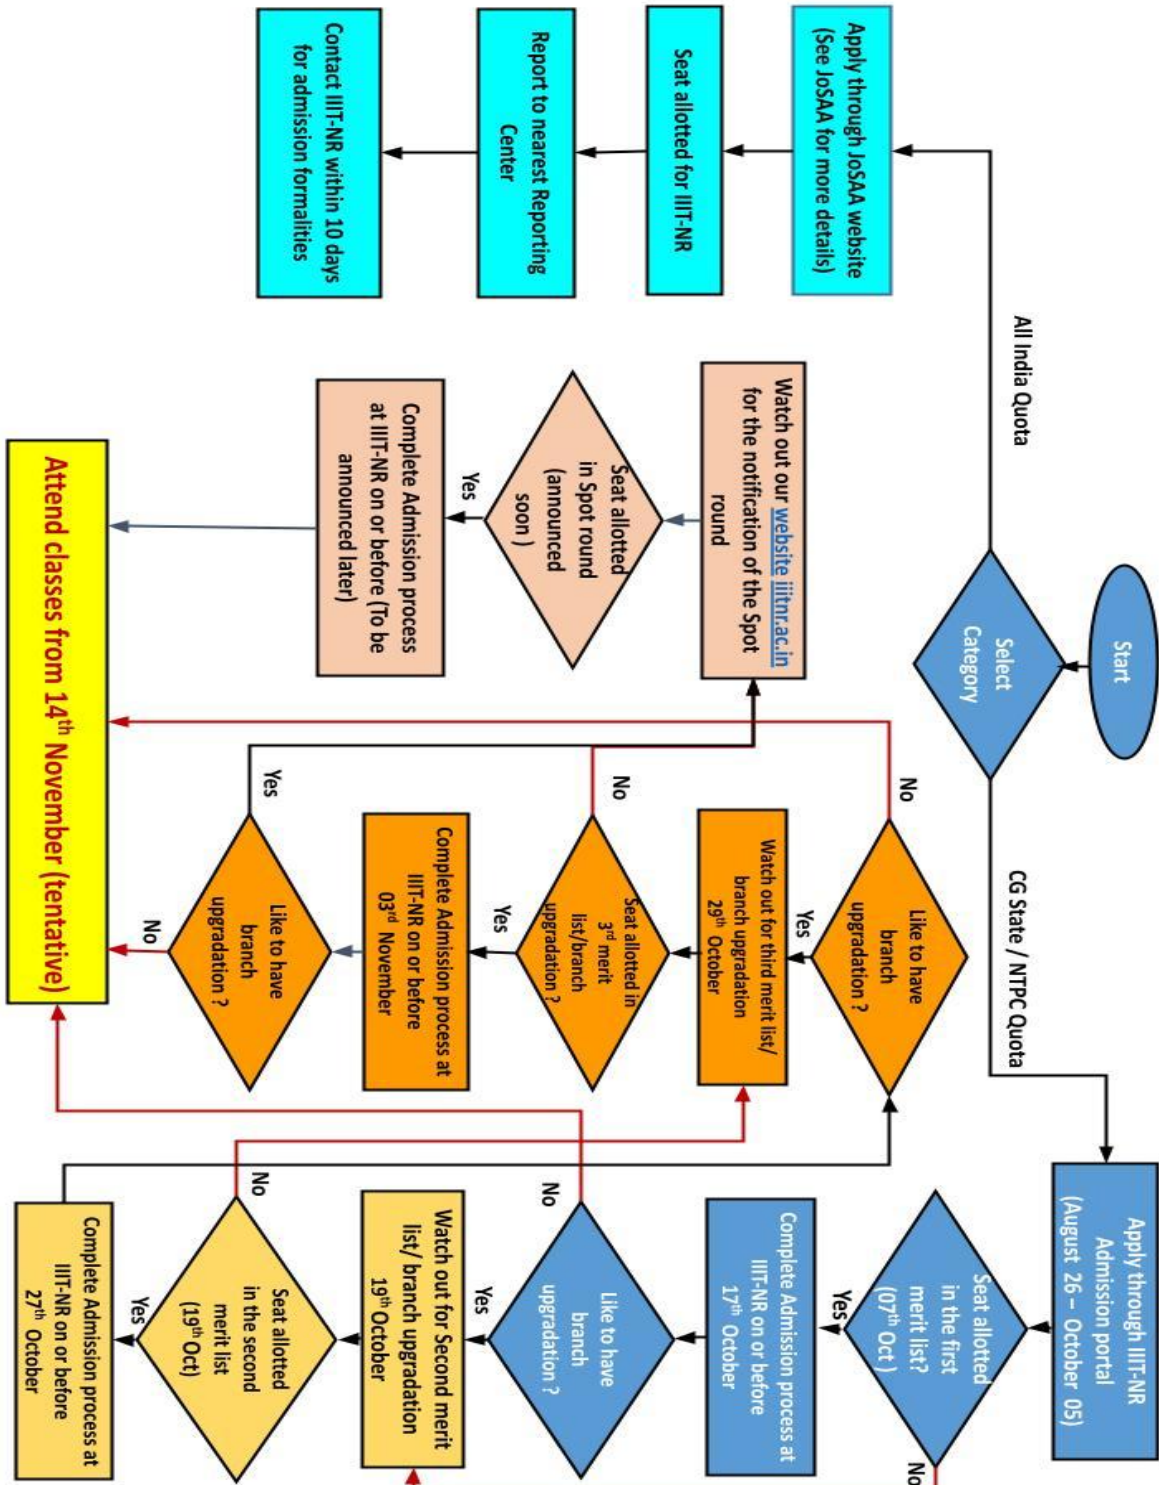 Start
Select
Category
All India Quota
CG State / NTPC Quota
Apply through JoSAA website
(See JoSAA for more details)
Seat allotted for IIIT-NR
Report to nearest Reporting
Center
Contact IIIT-NR within 10 days
for admission formalities
Apply through IIIT-NR
Admission portal
(August 26 – October 05)
Seat allotted
in the first
merit list?
(07th Oct )
No
Yes
Complete Admission process at
IIIT-NR on or before
17th October
Like to have
branch
upgradation ?
No
Yes
Watch out for Second merit
list/ branch upgradation
19th October
Seat allotted
in the second
merit list
(19th Oct)
No
Yes
Complete Admission process at
IIIT-NR on or before
27th October
Like to have
branch
upgradation ?
No
Yes
Watch out for third merit list/
branch upgradation
29th October
Seat allotted in
3rd merit
list/branch
upgradation ?
No
Yes
Complete Admission process at
IIIT-NR on or before
03rd November
Like to have
branch
upgradation ?
Yes
No
Watch out our website iiitnr.ac.in
for the notification of the Spot
round
Seat allotted
in Spot round
(announced
soon )
Yes
Complete Admission process
at IIIT-NR on or before (To be
announced later)
Attend classes from 14th November (tentative)